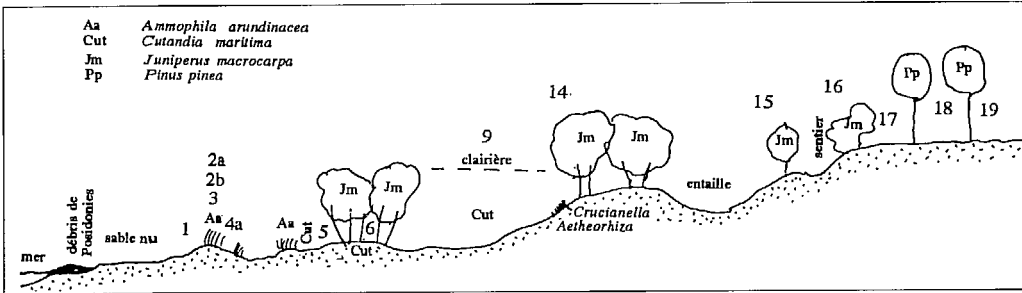 Aa Ammophila arundinacea
Cut Cutandia maritima
Jm Juniperus macrocarpa
Pp Pinus pinea
mer
débris de
Posidonies
sable nu
1
2a
2b
3
Aa
4a
Aa
Cut
5
Jm
6
Jm
Cut
9
clairière
Cut
14
Jm
Jm
Crucianella
Aetheorhiza
entaille
15
Jm
sentier
16
Jm
17
Pp
18
Pp
19